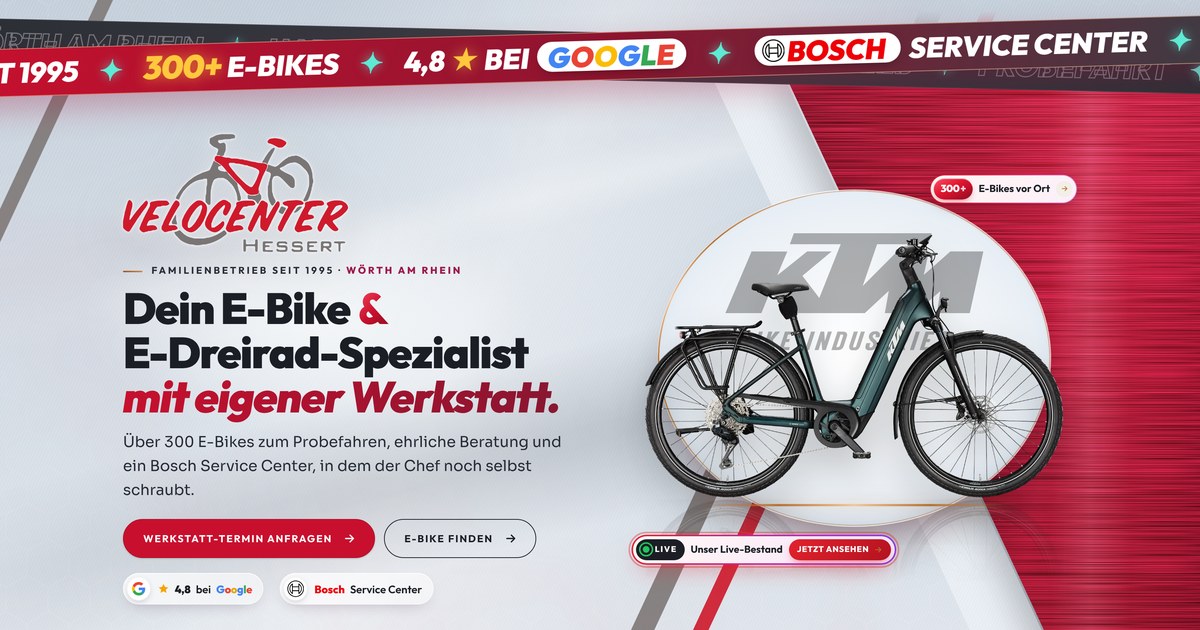 T 1995 ✦ 300+ E-BIKES ✦ 4,8 ★ BEI GOOGLE ✦ BOSCH SERVICE CENTER
PROBEFAHRT
VELOCENTER
HESSERT
FAMILIENBETRIEB SEIT 1995 · WÖRTH AM RHEIN
Dein E-Bike &
E-Dreirad-Spezialist
mit eigener Werkstatt.
Über 300 E-Bikes zum Probefahren, ehrliche Beratung und
ein Bosch Service Center, in dem der Chef noch selbst
schraubt.
WERKSTATT-TERMIN ANFRAGEN →
E-BIKE FINDEN →
G ★ 4,8 bei Google
Bosch Service Center
300+ E-Bikes vor Ort →
KTM
KTM
LIVE Unser Live-Bestand JETZT ANSEHEN →